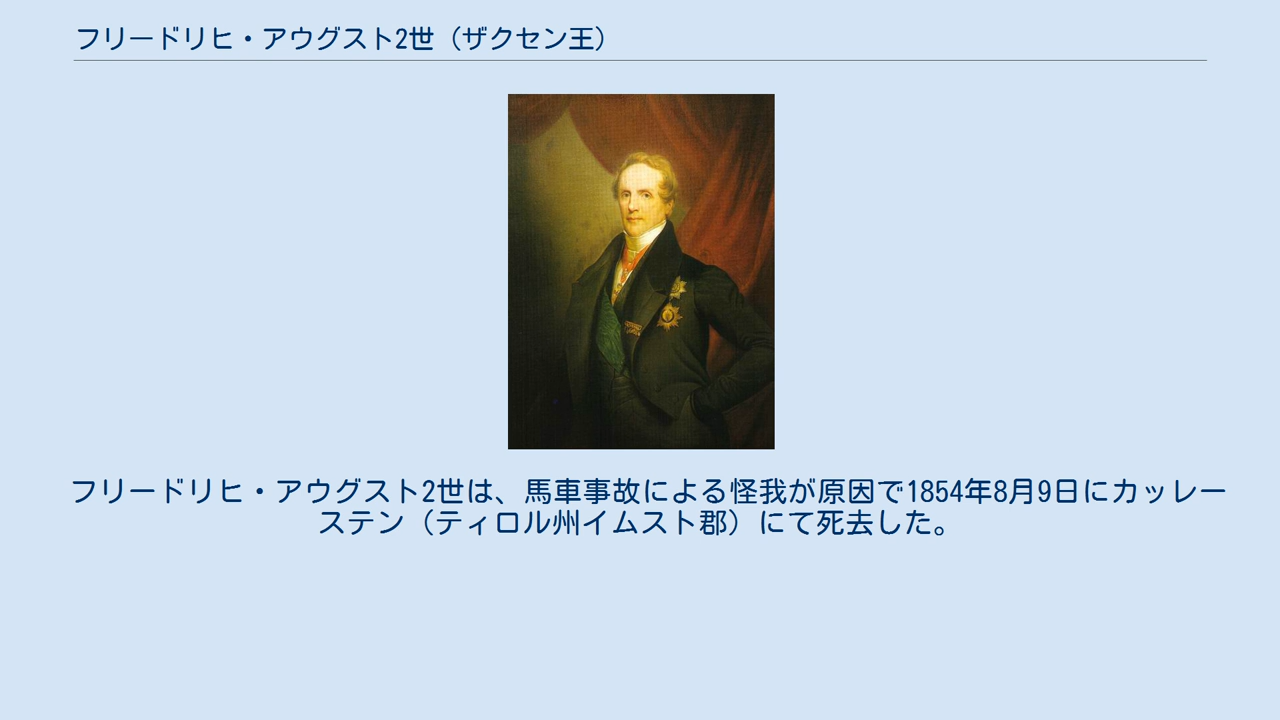 フリードリヒ・アウグスト2世（ザクセン王）
フリードリヒ・アウグスト2世は、馬車事故による怪我が原因で1854年8月9日にカッレー
ステン（ティロル州イムスト郡）にて死去した。